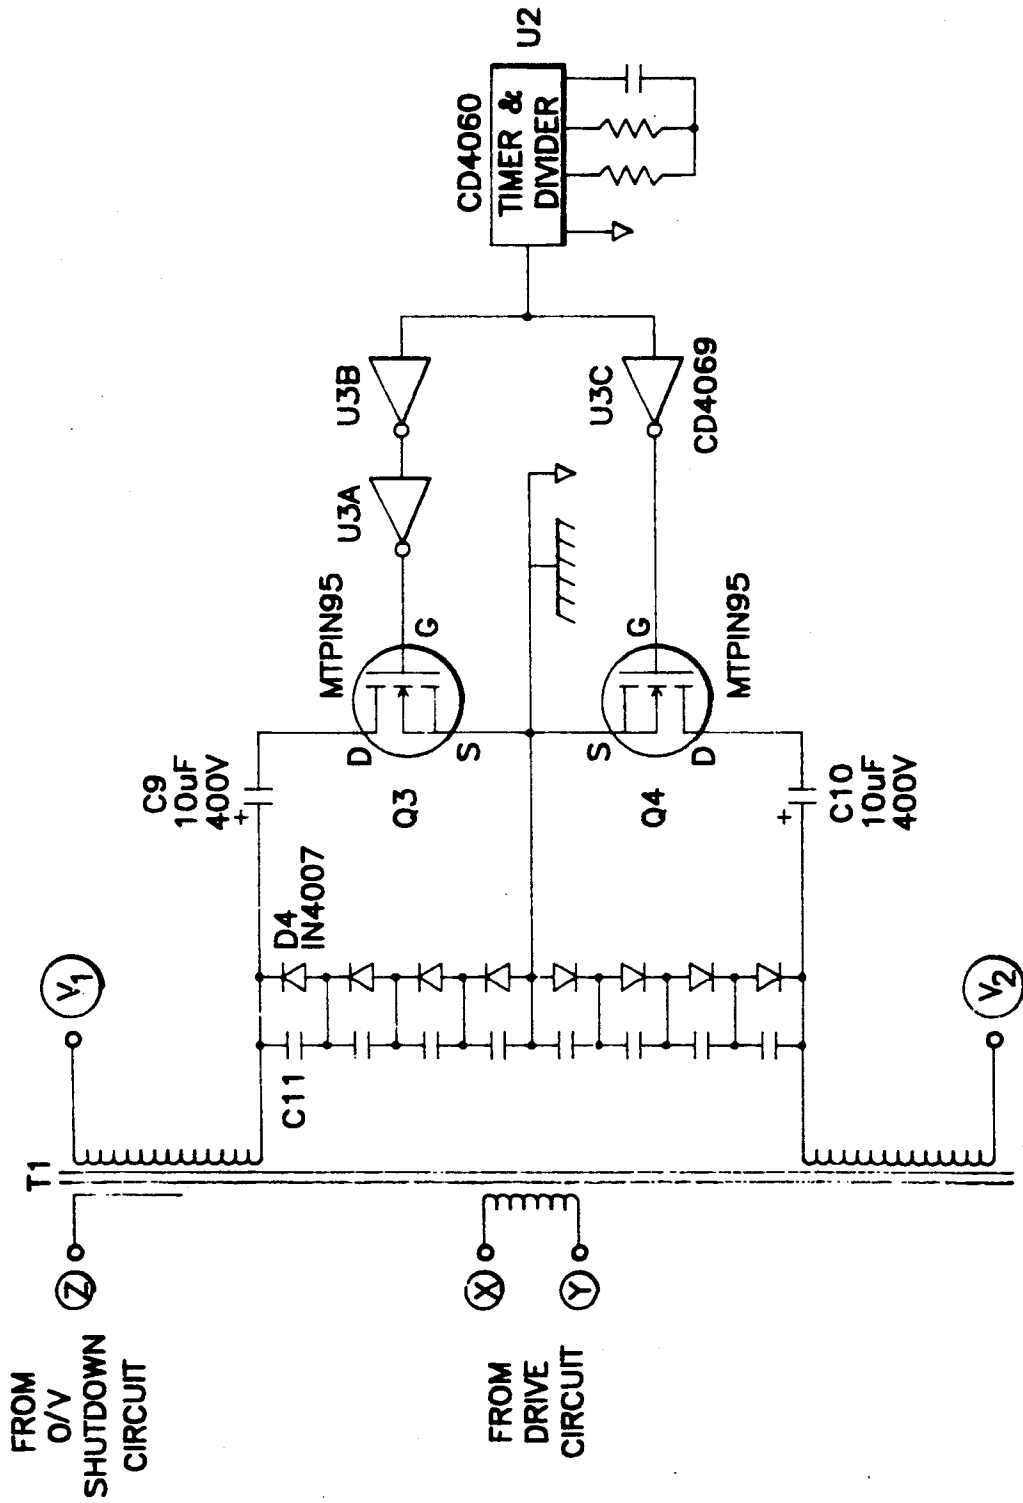 FROM
O/V
SHUTDOWN
CIRCUIT
Z
T1
V1
FROM
DRIVE
CIRCUIT
X
Y
V2
C11
D4
IN4007
C9
10uF
400V
+
C10
10uF
400V
+
Q3
D
S
G
MTPIN95
Q4
S
D
G
MTPIN95
U3A
U3B
U3C
CD4069
CD4060
TIMER &
DIVIDER
U2